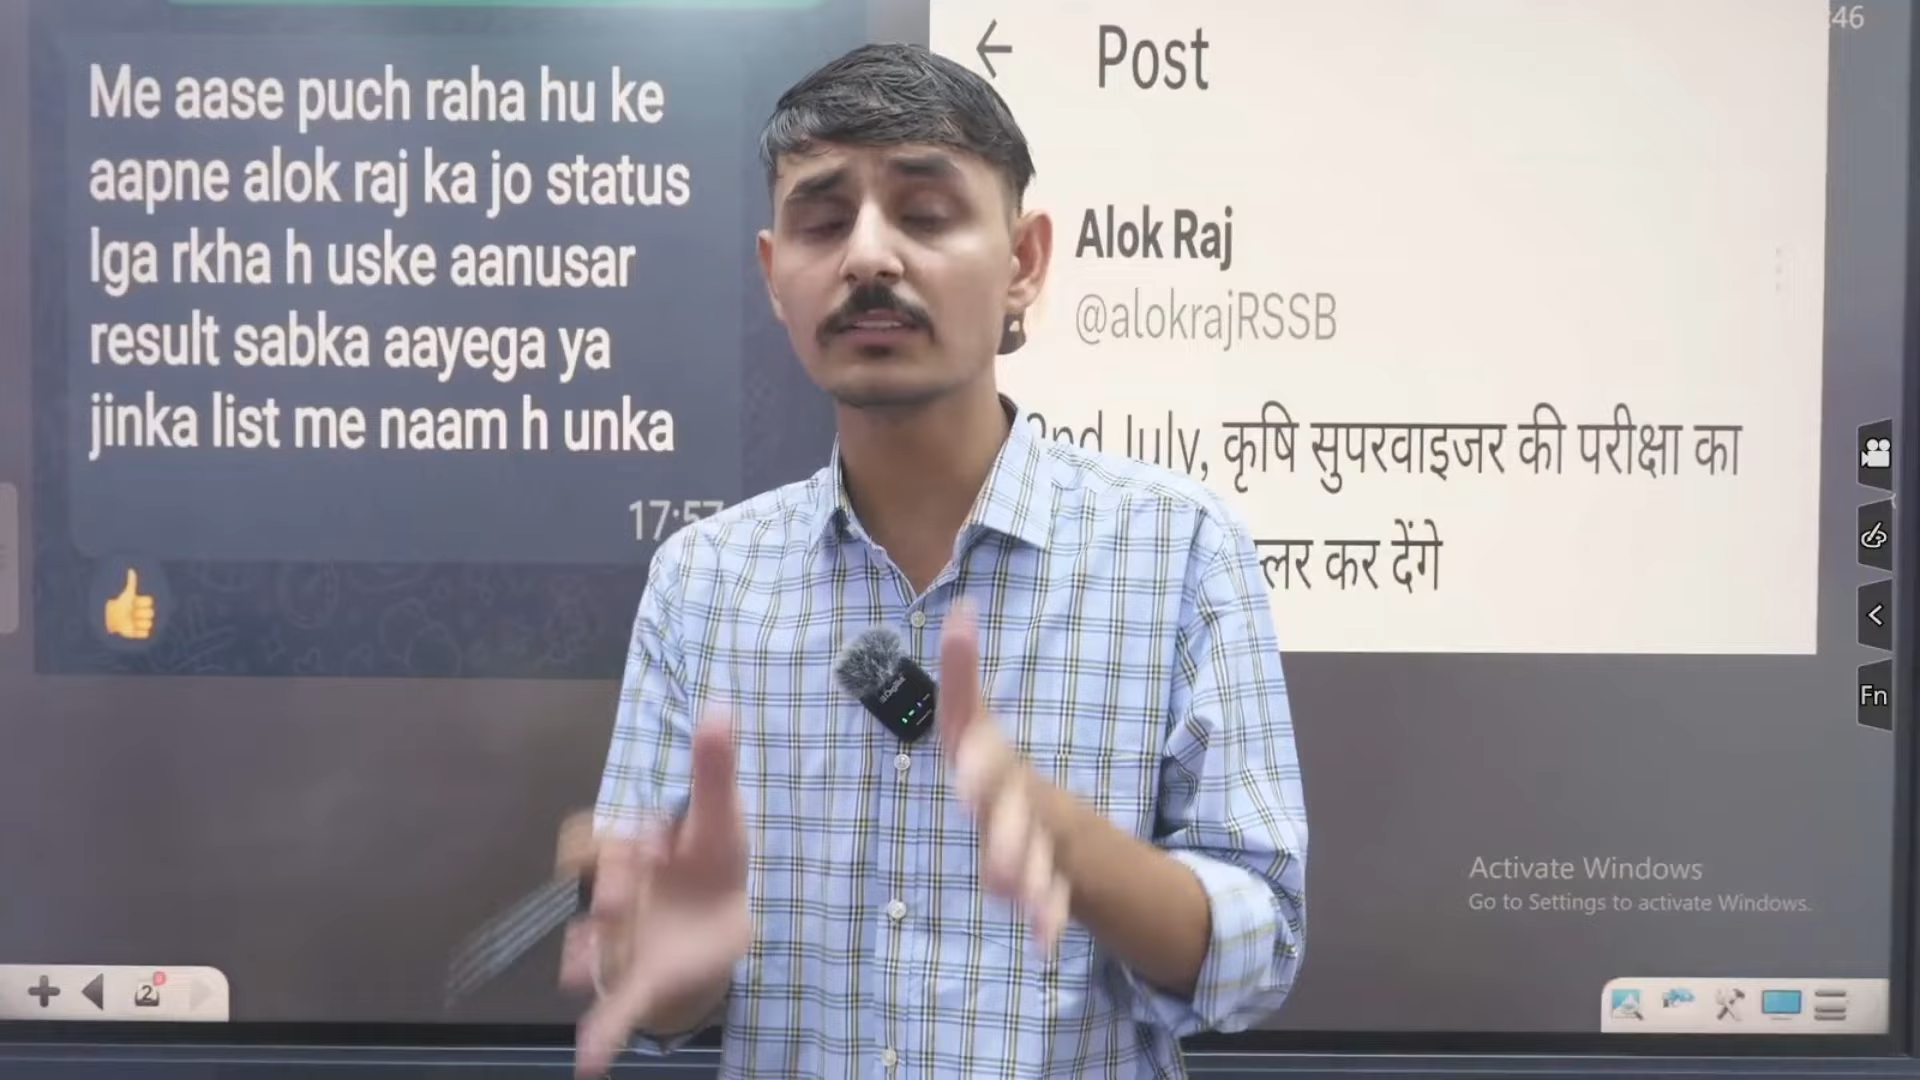 Me aase puch raha hu ke
aapne alok raj ka jo status
lga rkha h uske aanusar
result sabka aayega ya
jinka list me naam h unka
17:57
Post
Alok Raj
@alokrajRSSB
July, कृषि सुपरवाइजर की परीक्षा का
कर देंगे
:46
Fn
Activate Windows
Go to Settings to activate Windows.
2